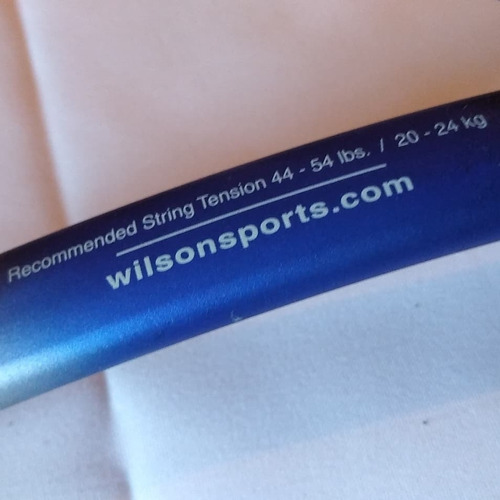 Recommended String Tension 44 - 54 lbs. / 20 - 24 kg
wilsonsports.com